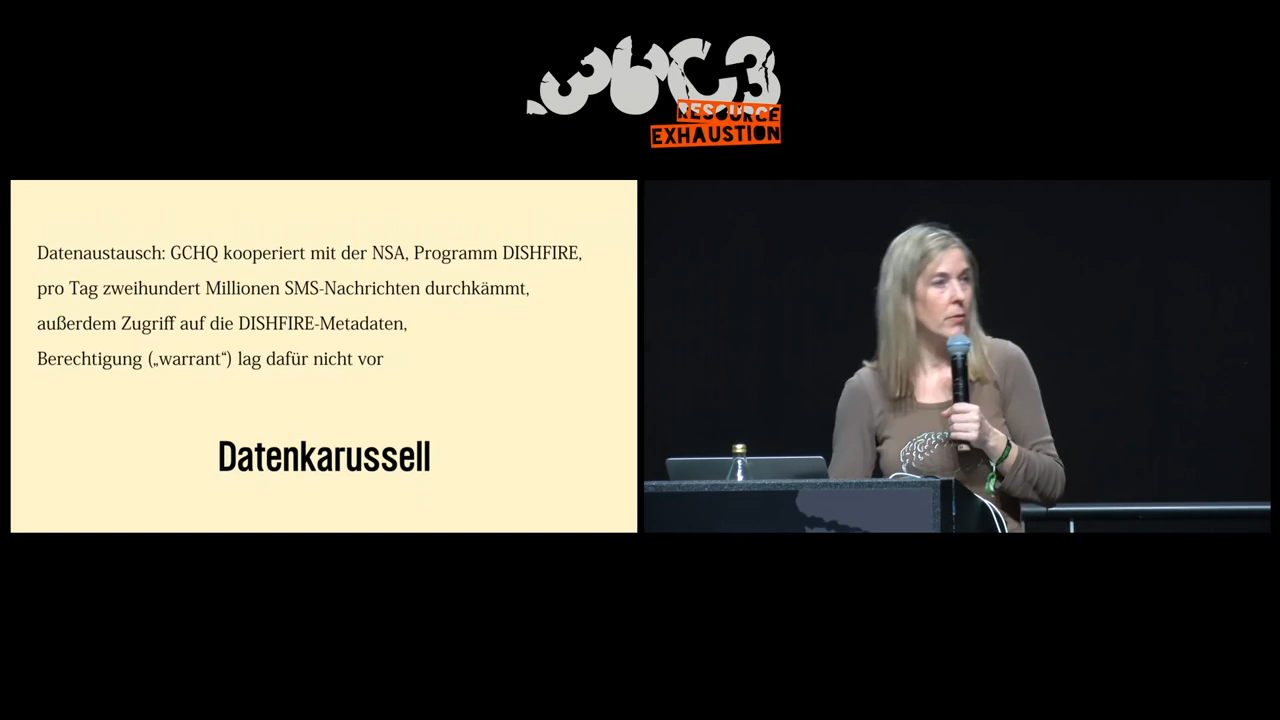 36C3
RESOURCE
EXHAUSTION
Datenaustausch: GCHQ kooperiert mit der NSA, Programm DISHFIRE,
pro Tag zweihundert Millionen SMS-Nachrichten durchkämmt,
außerdem Zugriff auf die DISHFIRE-Metadaten,
Berechtigung („warrant“) lag dafür nicht vor
Datenkarussell